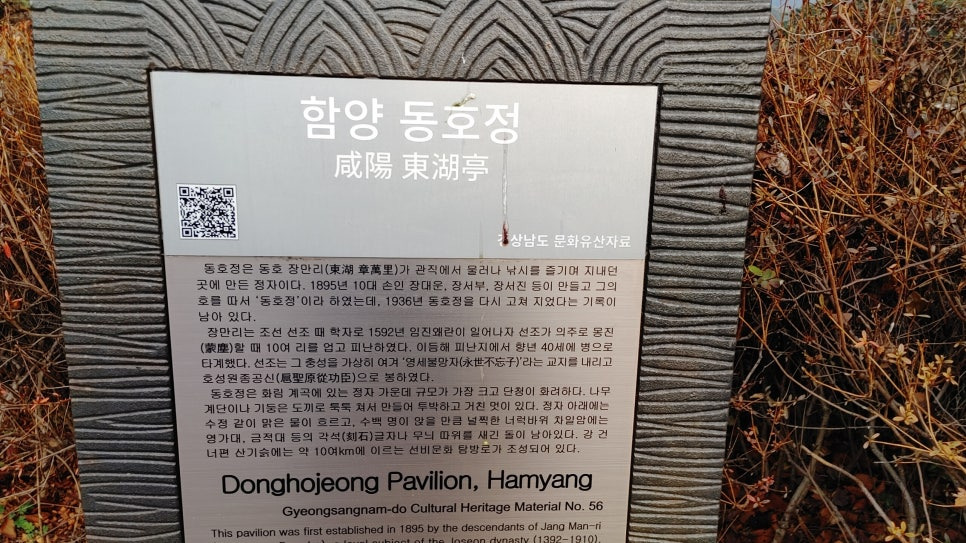 함양 동호정
咸陽 東湖亭
경상남도 문화유산자료
동호정은 동호 장만리(東湖 章萬里)가 관직에서 물러나 낚시를 즐기며 지내던
곳에 만든 정자이다. 1895년 10대 손인 장대운, 장서부, 장서진 등이 만들고 그의
호를 따서 '동호정'이라 하였는데, 1936년 동호정을 다시 고쳐 지었다는 기록이
남아 있다.
장만리는 조선 선조 때 학자로 1592년 임진왜란이 일어나자 선조가 의주로 몽진
(蒙塵)할 때 10여 리를 업고 피난하였다. 이듬해 피난지에서 향년 40세에 병으로
타계했다. 선조는 그 충성을 가상히 여겨 '영세불망자(永世不忘子)'라는 교지를 내리고
호성원종공신(扈聖原從功臣)으로 봉하였다.
동호정은 화림 계곡에 있는 정자 가운데 규모가 가장 크고 단청이 화려하다. 나무
계단이나 기둥은 도끼로 툭툭 쳐서 만들어 투박하고 거친 멋이 있다. 정자 아래에는
수정 같이 맑은 물이 흐르고, 수백 명이 앉을 만큼 널찍한 너럭바위 차일암에는
영가대, 금적대 등의 각석(刻石)글자나 무늬 따위를 새긴 돌이 남아있다. 강 건
너편 산기슭에는 약 10여km에 이르는 선비문화 탐방로가 조성되어 있다.
Donghojeong Pavilion, Hamyang
Gyeongsangnam-do Cultural Heritage Material No. 56
This pavilion was first established in 1895 by the descendants of Jang Man-ri
level subject of the Joseon dynasty (1392-1910).